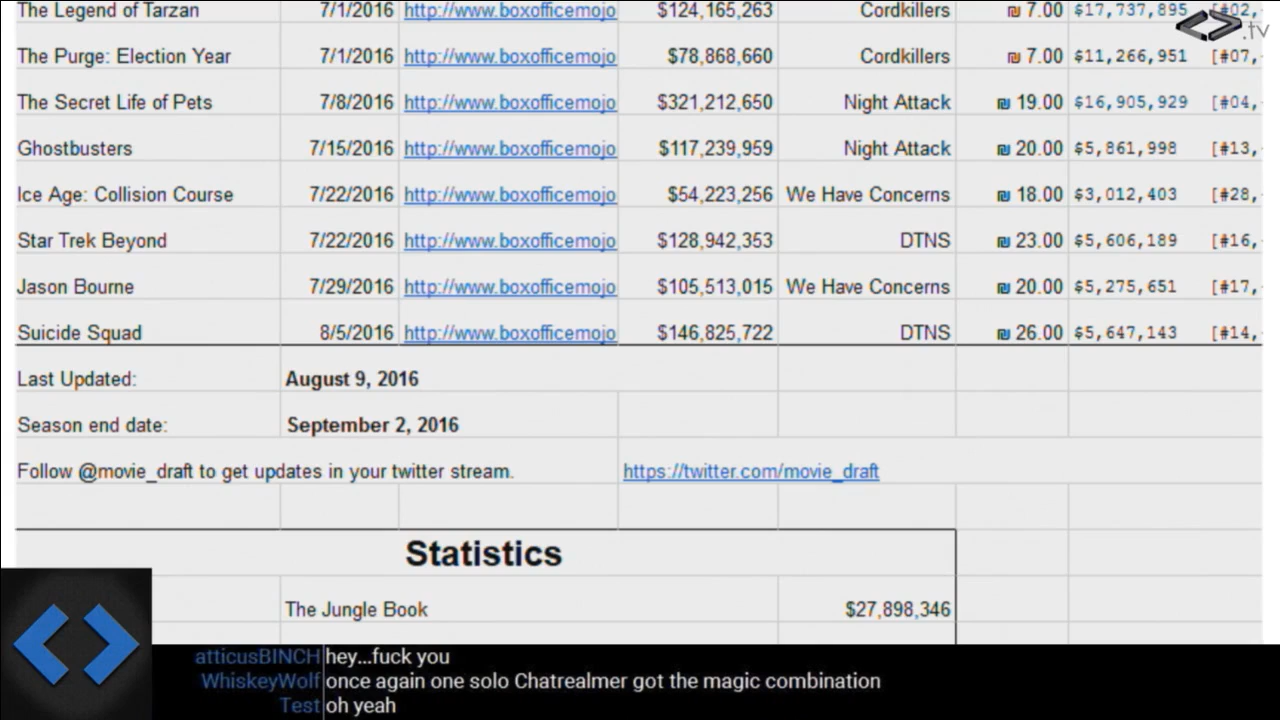 The Legend of Tarzan 7/1/2016 http://www.boxofficemojo $124,165,263 Cordkillers ₪ 7.00 $17,737,895 [#02,
.tv
The Purge: Election Year 7/1/2016 http://www.boxofficemojo $78,868,660 Cordkillers ₪ 7.00 $11,266,951 [#07,
The Secret Life of Pets 7/8/2016 http://www.boxofficemojo $321,212,650 Night Attack ₪ 19.00 $16,905,929 [#04,
Ghostbusters 7/15/2016 http://www.boxofficemojo $117,239,959 Night Attack ₪ 20.00 $5,861,998 [#13,
Ice Age: Collision Course 7/22/2016 http://www.boxofficemojo $54,223,256 We Have Concerns ₪ 18.00 $3,012,403 [#28,
Star Trek Beyond 7/22/2016 http://www.boxofficemojo $128,942,353 DTNS ₪ 23.00 $5,606,189 [#16,
Jason Bourne 7/29/2016 http://www.boxofficemojo $105,513,015 We Have Concerns ₪ 20.00 $5,275,651 [#17,
Suicide Squad 8/5/2016 http://www.boxofficemojo $146,825,722 DTNS ₪ 26.00 $5,647,143 [#14,
Last Updated: August 9, 2016
Season end date: September 2, 2016
Follow @movie_draft to get updates in your twitter stream. https://twitter.com/movie_draft
Statistics
The Jungle Book $27,898,346
atticusBINCH hey...fuck you
WhiskeyWolf once again one solo Chatrealmer got the magic combination
Test oh yeah